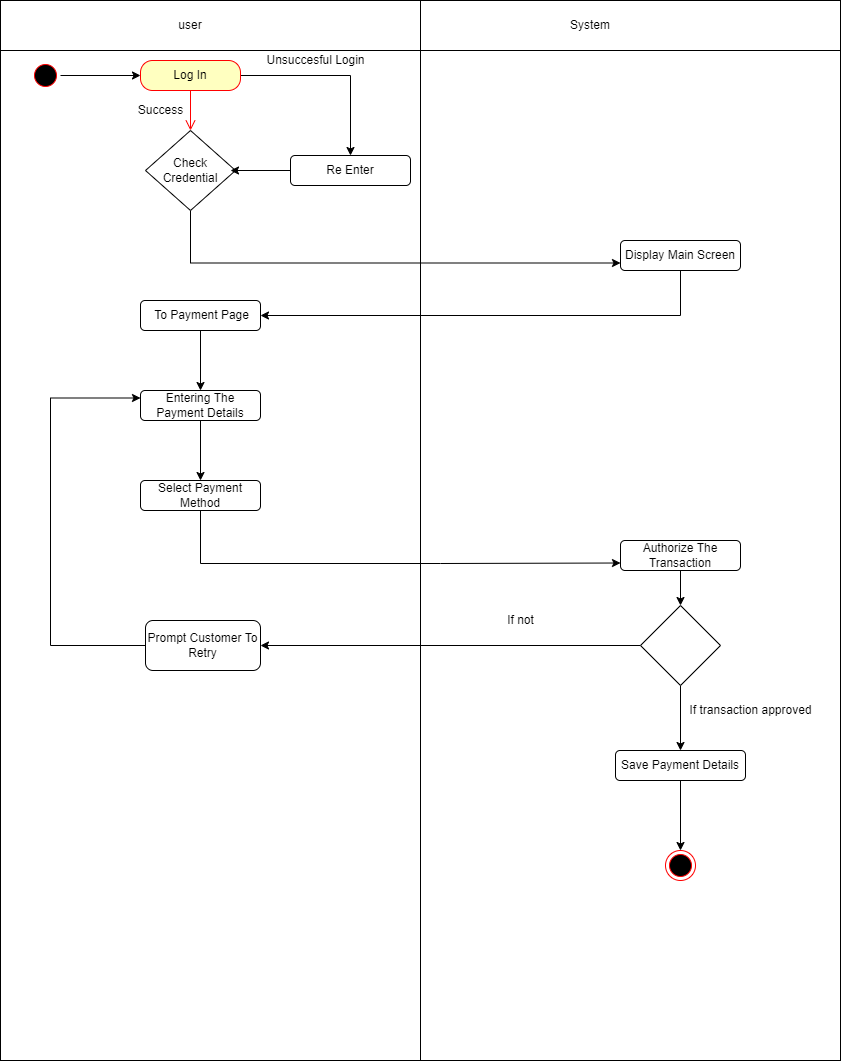 user
System
Unsuccesful Login
Log In
Success
Check
Credential
Re Enter
Display Main Screen
To Payment Page
Entering The
Payment Details
Select Payment
Method
Authorize The
Transaction
If not
Prompt Customer To
Retry
If transaction approved
Save Payment Details